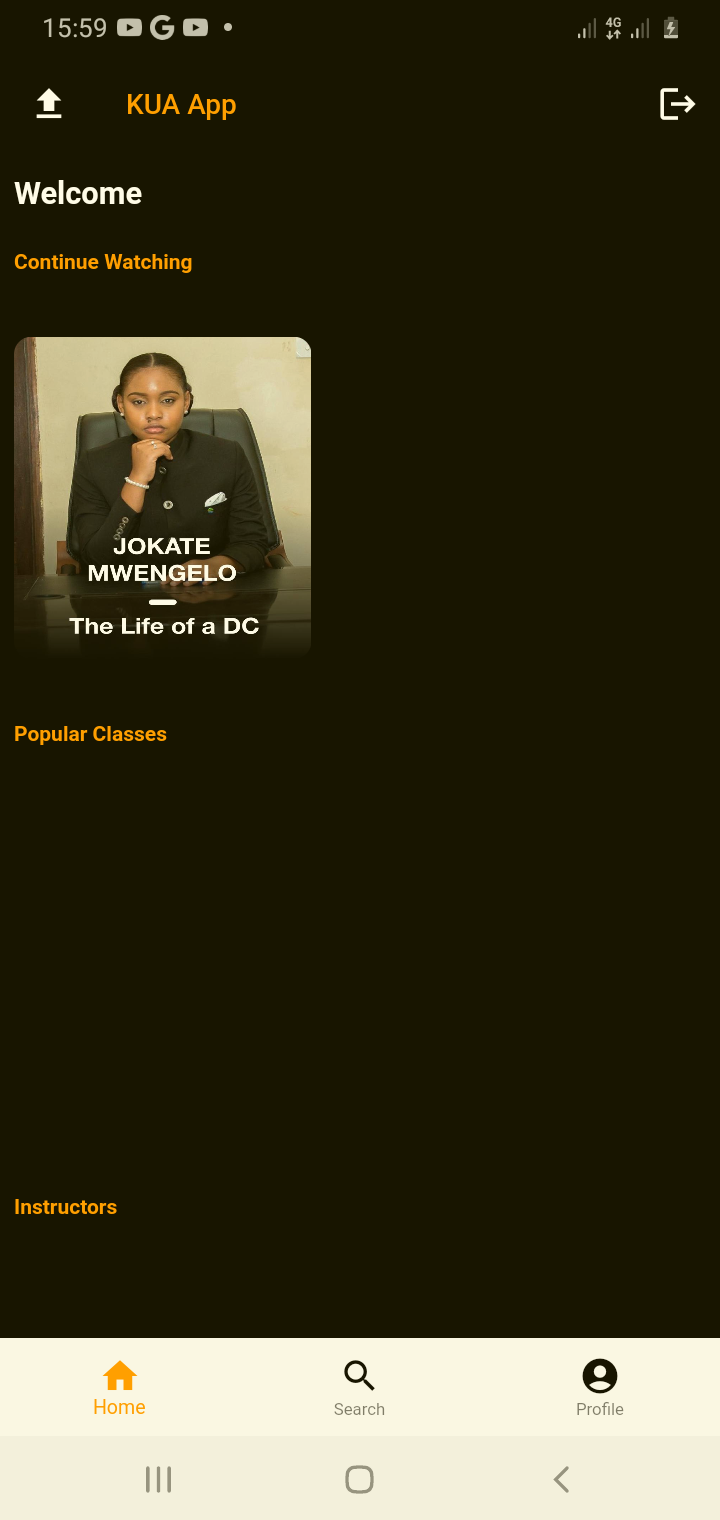 15:59
4G
KUA App
Welcome
Continue Watching
JOKATE
MWENGELO
The Life of a DC
Popular Classes
Instructors
Home
Search
Profile